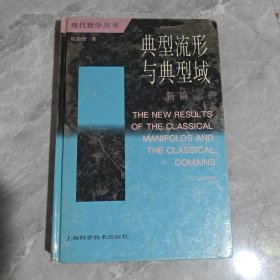 现代数学丛书
陆启铿 著
典型流形
与典型域
新篇
THE NEW RESULTS
OF THE CLASSICAL
MANIFOLDS AND
THE CLASSICAL
DOMAINS
上海科学技术出版社